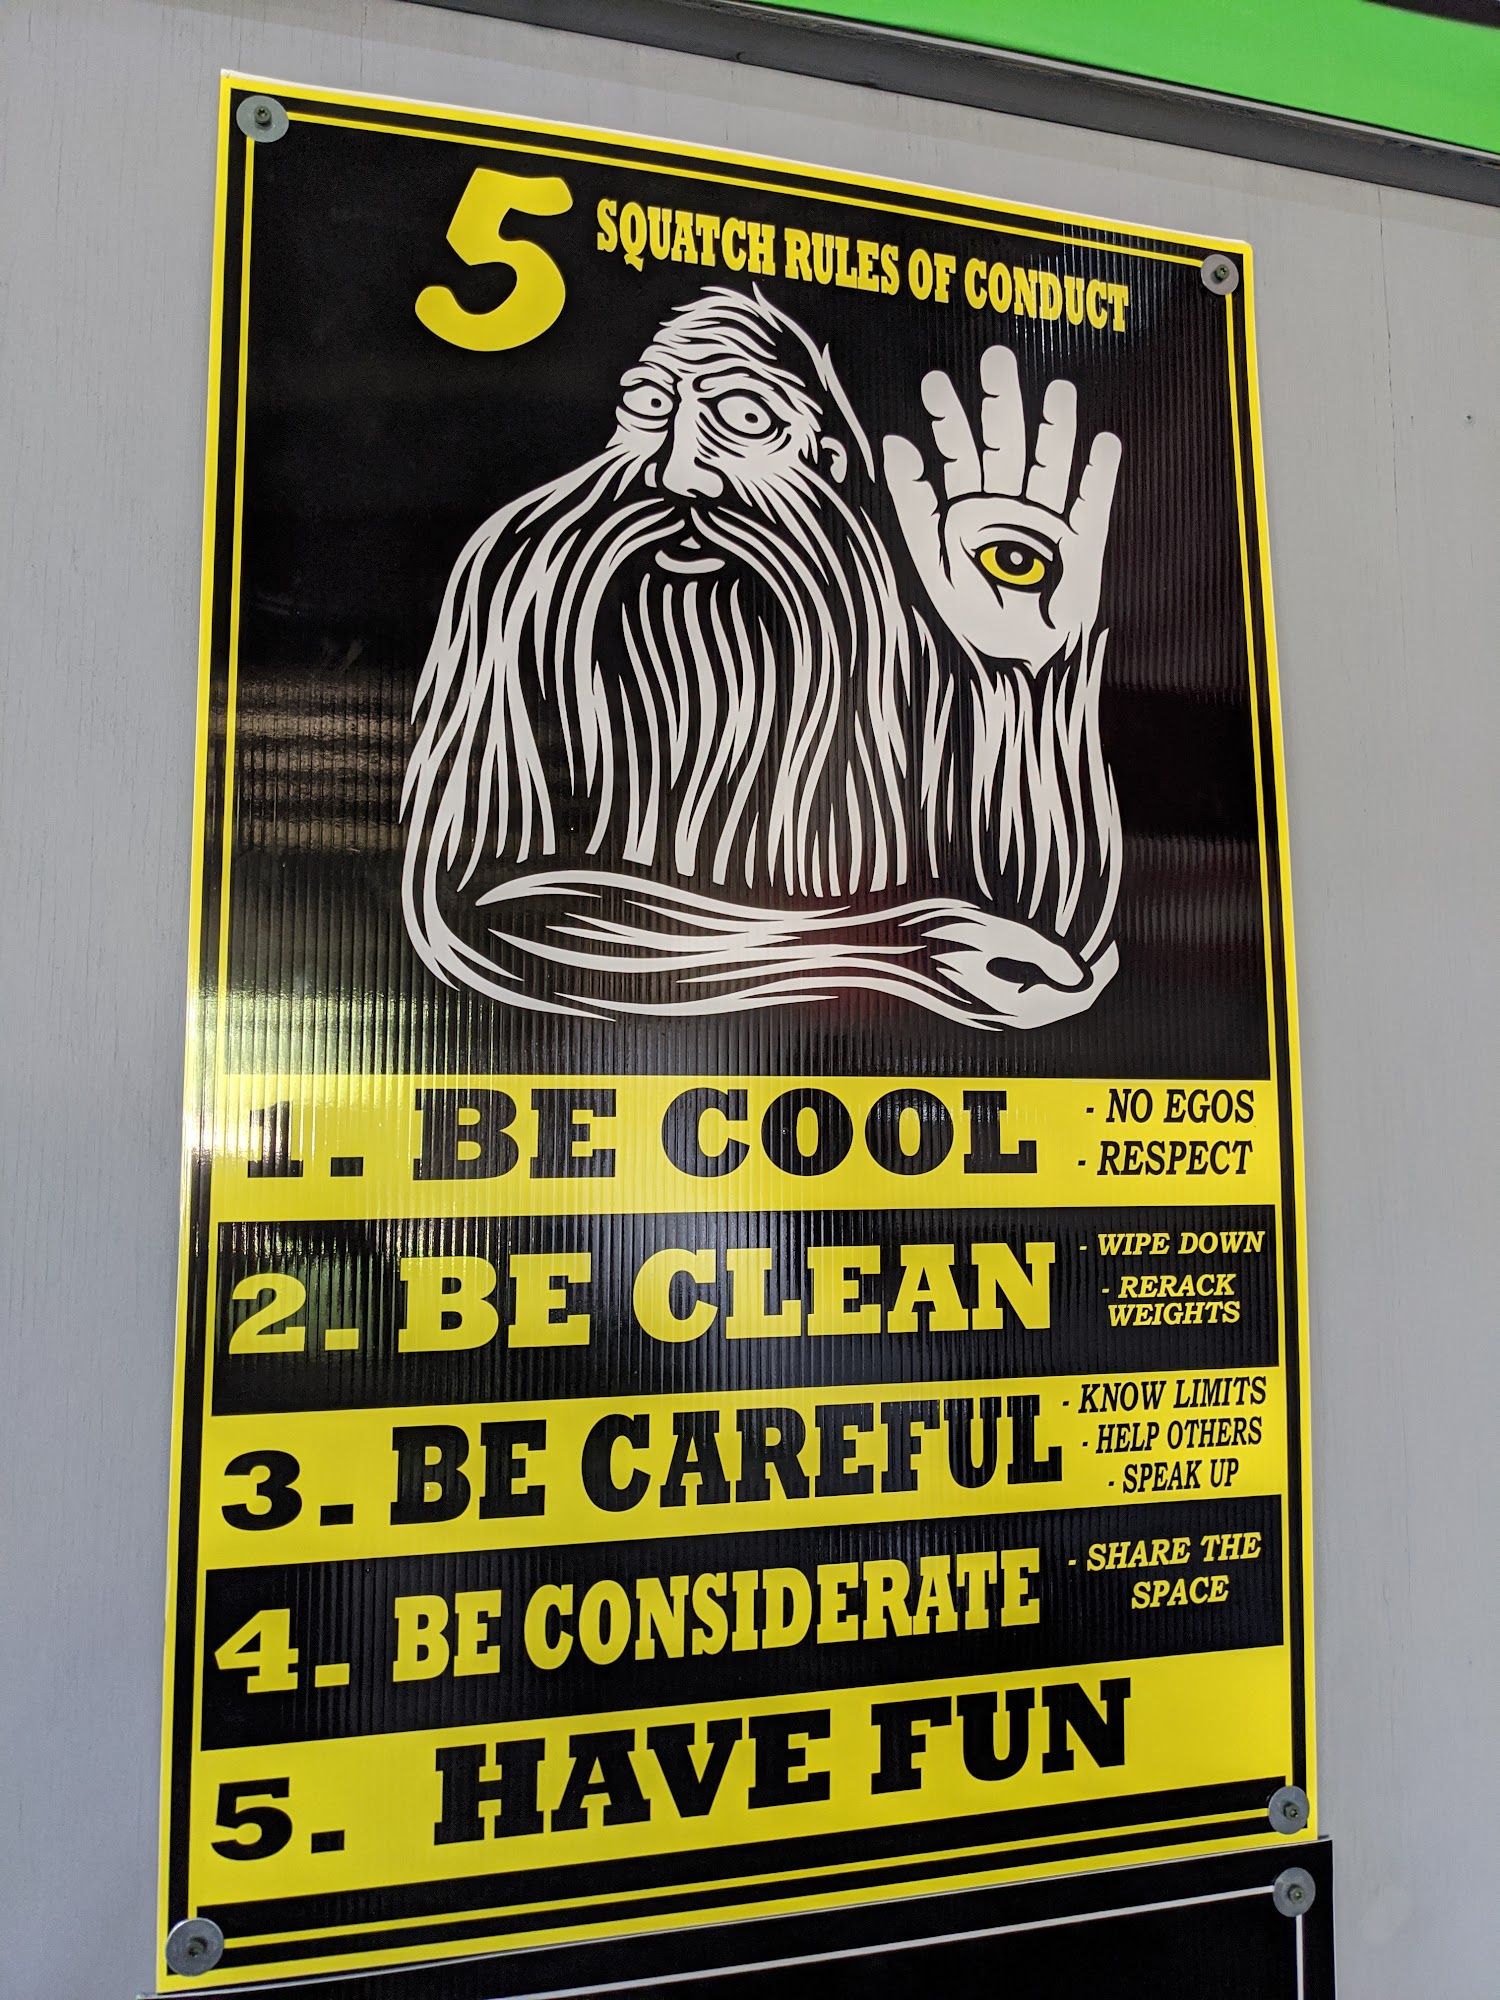 5 SQUATCH RULES OF CONDUCT
1. BE COOL
- NO EGOS
- RESPECT
2. BE CLEAN
- WIPE DOWN
- RERACK
WEIGHTS
3. BE CAREFUL
- KNOW LIMITS
- HELP OTHERS
- SPEAK UP
4. BE CONSIDERATE
- SHARE THE
SPACE
5. HAVE FUN